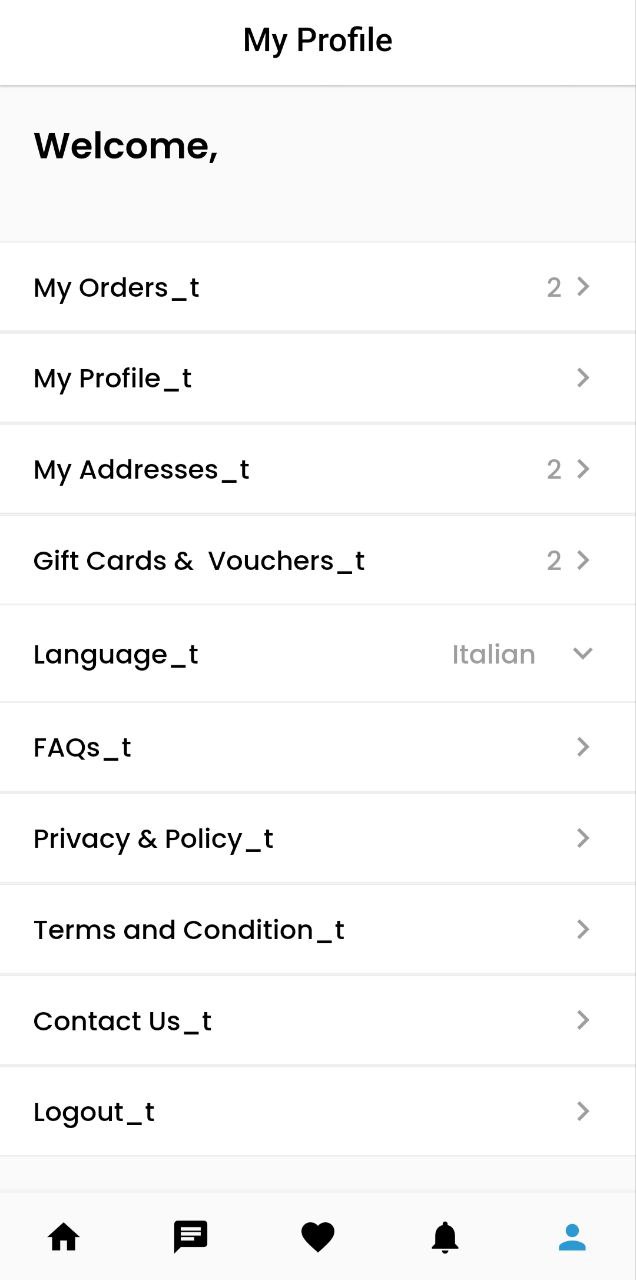 My Profile
Welcome,
My Orders_t 2
My Profile_t
My Addresses_t 2
Gift Cards &  Vouchers_t 2
Language_t Italian
FAQs_t
Privacy & Policy_t
Terms and Condition_t
Contact Us_t
Logout_t